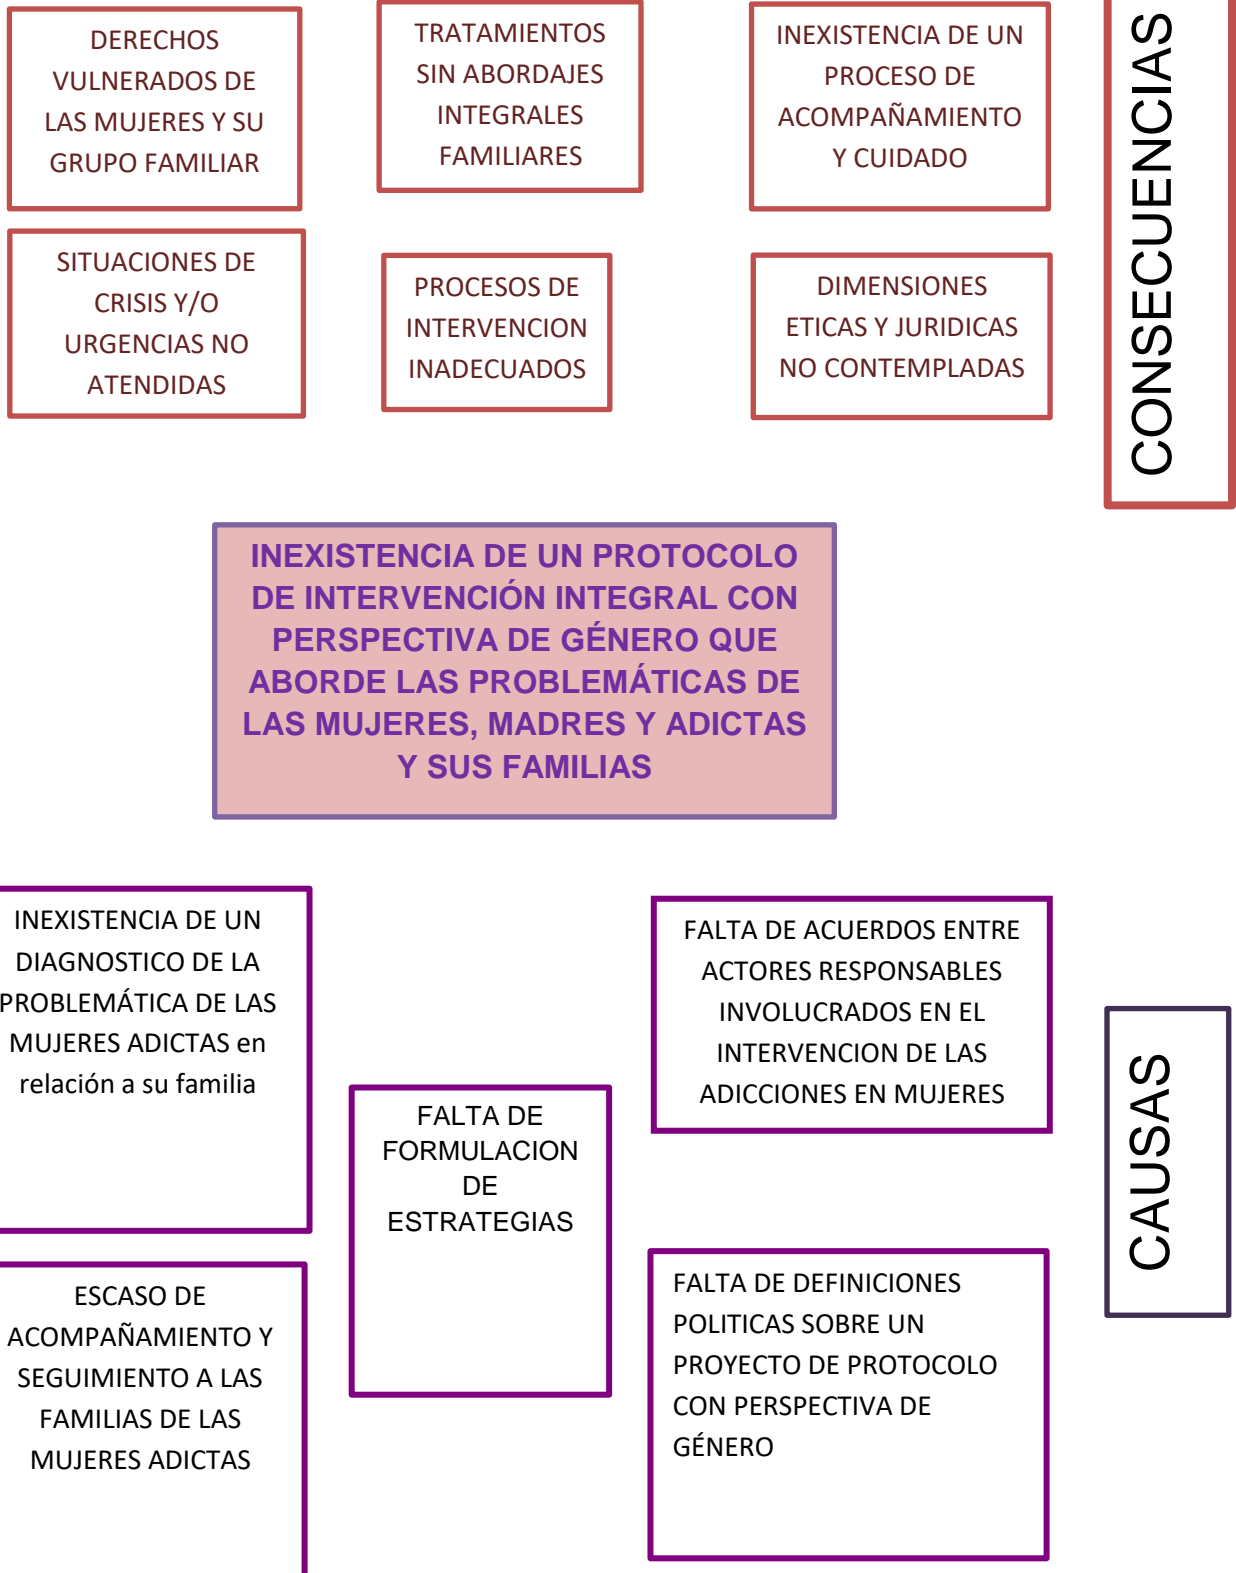 DERECHOS
VULNERADOS DE
LAS MUJERES Y SU
GRUPO FAMILIAR
TRATAMIENTOS
SIN ABORDAJES
INTEGRALES
FAMILIARES
INEXISTENCIA DE UN
PROCESO DE
ACOMPAÑAMIENTO
Y CUIDADO
CONSECUENCIAS
SITUACIONES DE
CRISIS Y/O
URGENCIAS NO
ATENDIDAS
PROCESOS DE
INTERVENCION
INADECUADOS
DIMENSIONES
ETICAS Y JURIDICAS
NO CONTEMPLADAS
INEXISTENCIA DE UN PROTOCOLO
DE INTERVENCIÓN INTEGRAL CON
PERSPECTIVA DE GÉNERO QUE
ABORDE LAS PROBLEMÁTICAS DE
LAS MUJERES, MADRES Y ADICTAS
Y SUS FAMILIAS
INEXISTENCIA DE UN
DIAGNOSTICO DE LA
PROBLEMÁTICA DE LAS
MUJERES ADICTAS en
relación a su familia
FALTA DE ACUERDOS ENTRE
ACTORES RESPONSABLES
INVOLUCRADOS EN EL
INTERVENCION DE LAS
ADICCIONES EN MUJERES
CAUSAS
FALTA DE
FORMULACION
DE
ESTRATEGIAS
ESCASO DE
ACOMPAÑAMIENTO Y
SEGUIMIENTO A LAS
FAMILIAS DE LAS
MUJERES ADICTAS
FALTA DE DEFINICIONES
POLITICAS SOBRE UN
PROYECTO DE PROTOCOLO
CON PERSPECTIVA DE
GÉNERO